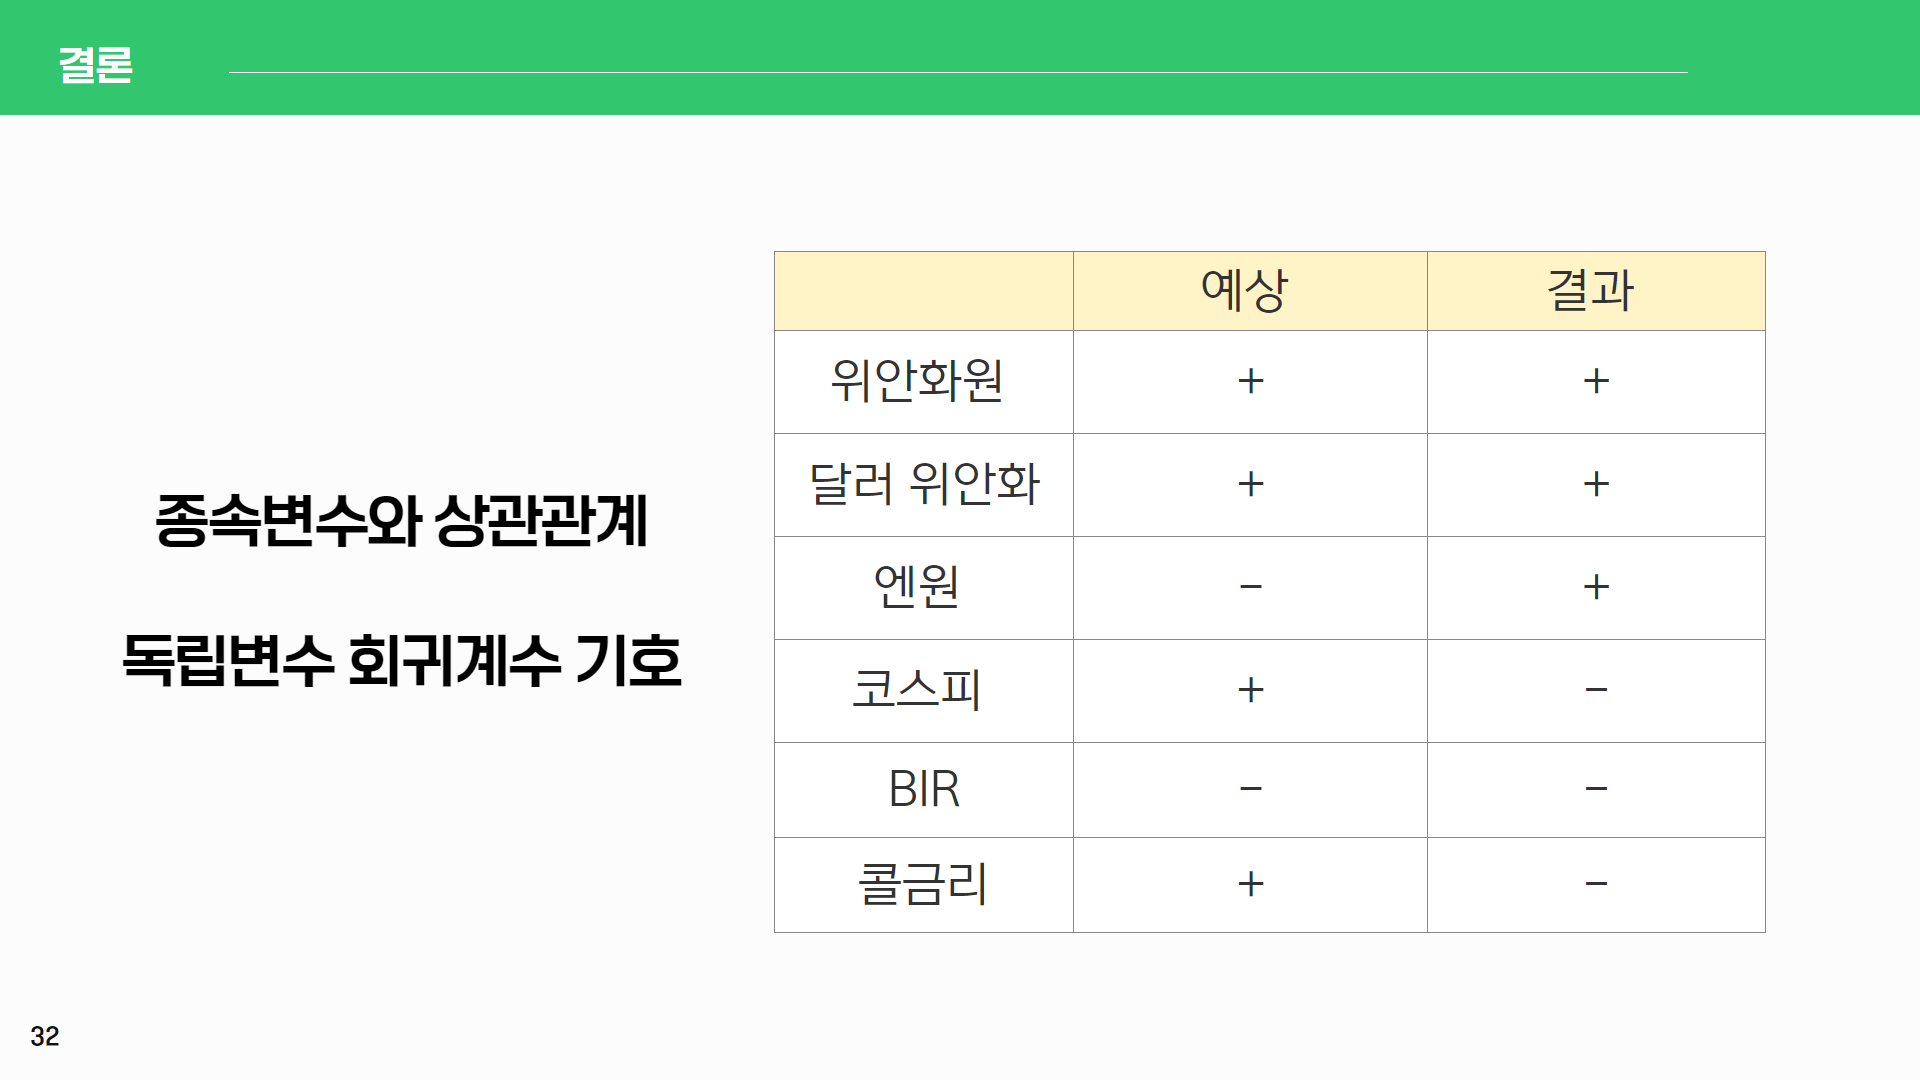 결론
종속변수와 상관관계
독립변수 회귀계수 기호
예상 결과
위안화원 + +
달러 위안화 + +
엔원 - +
코스피 + -
BIR - -
콜금리 + -
32